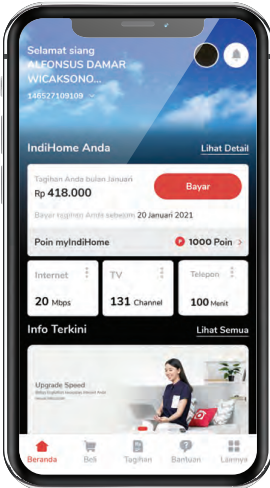 Selamat siang
ALFONSUS DAMAR
WICAKSONO...
146527109109
IndiHome Anda
Lihat Detail
Tagihan Anda bulan Januari
Rp 418.000
Bayar
Bayar tagihan Anda sebelum 20 Januari 2021
Poin myIndiHome
P 1000 Poin >
Internet
TV
Telepon
20 Mbps
131 Channel
100 Menit
Info Terkini
Lihat Semua
Upgrade Speed
Beranda
Beli
Tagihan
Bantuan
Lainnya